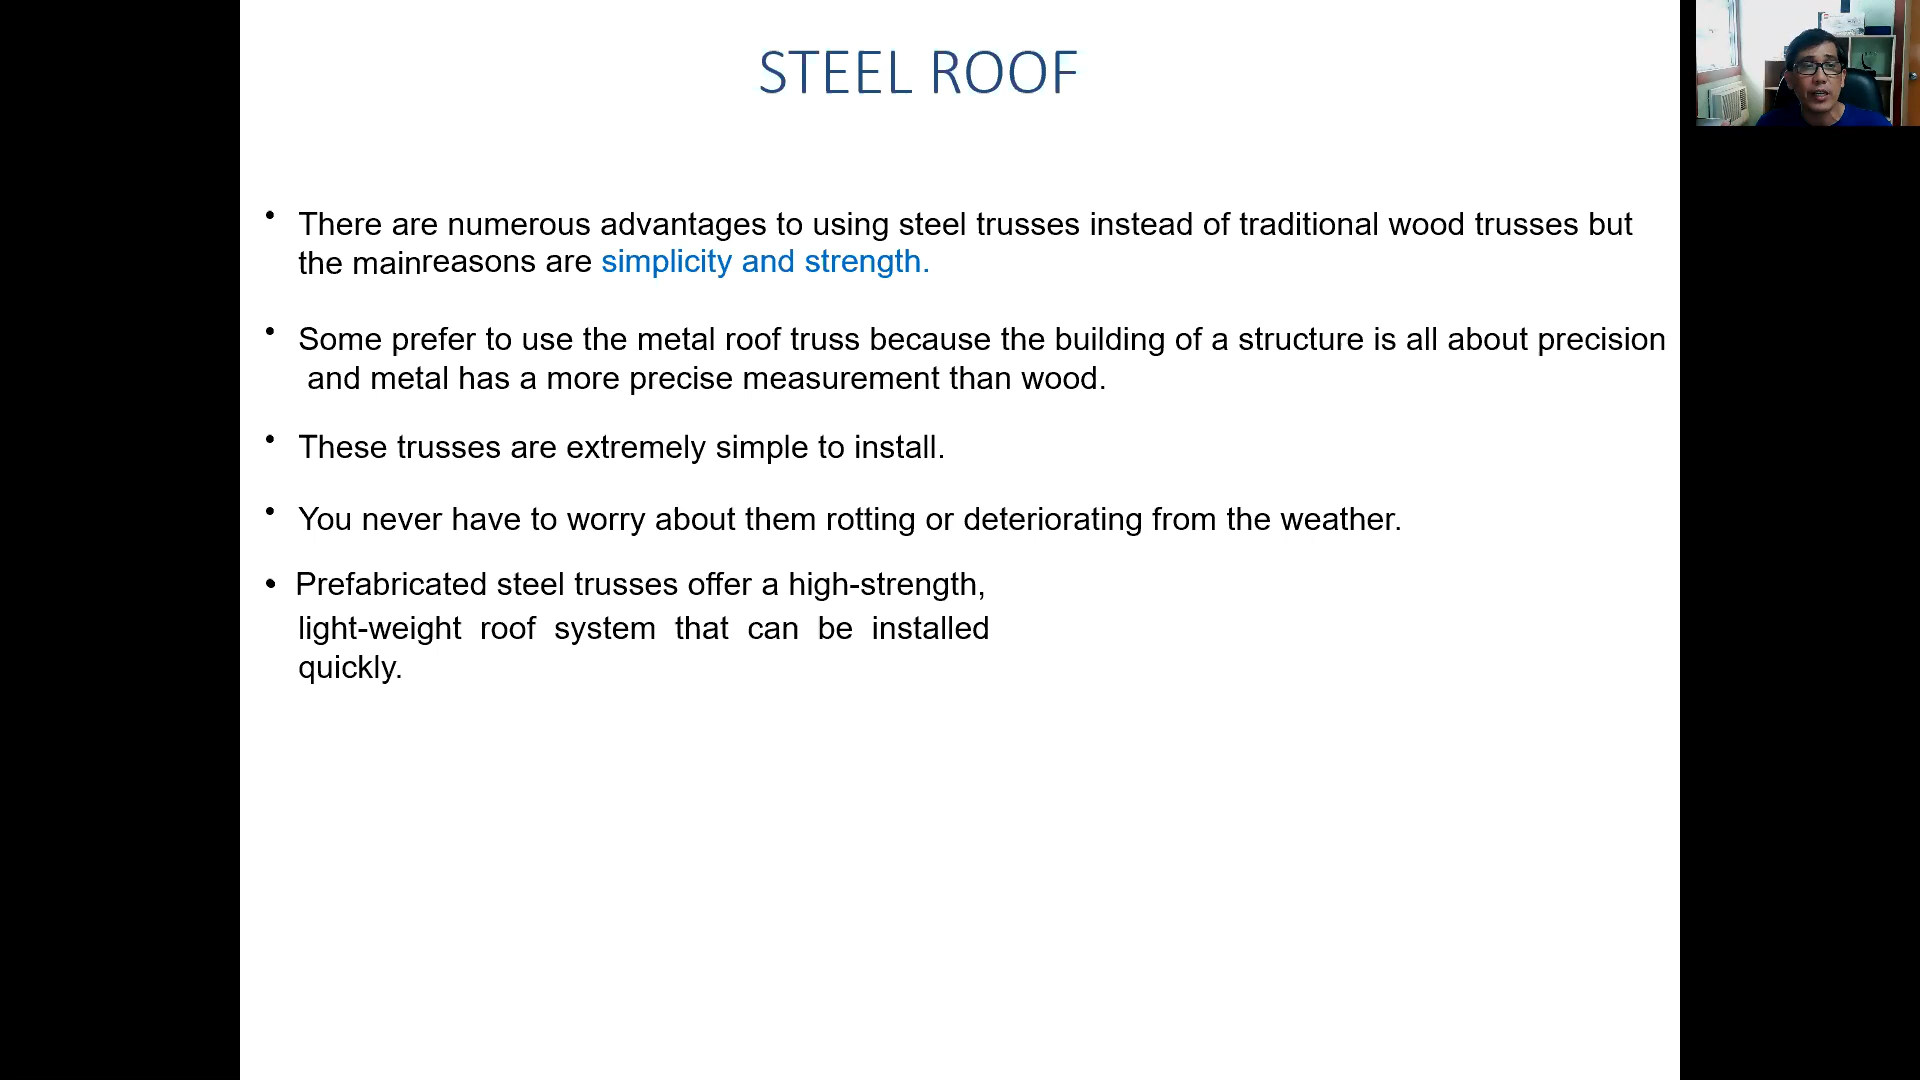 STEEL ROOF
• There are numerous advantages to using steel trusses instead of traditional wood trusses but
the mainreasons are simplicity and strength.
• Some prefer to use the metal roof truss because the building of a structure is all about precision
and metal has a more precise measurement than wood.
• These trusses are extremely simple to install.
• You never have to worry about them rotting or deteriorating from the weather.
• Prefabricated steel trusses offer a high-strength,
light-weight roof system that can be installed
quickly.